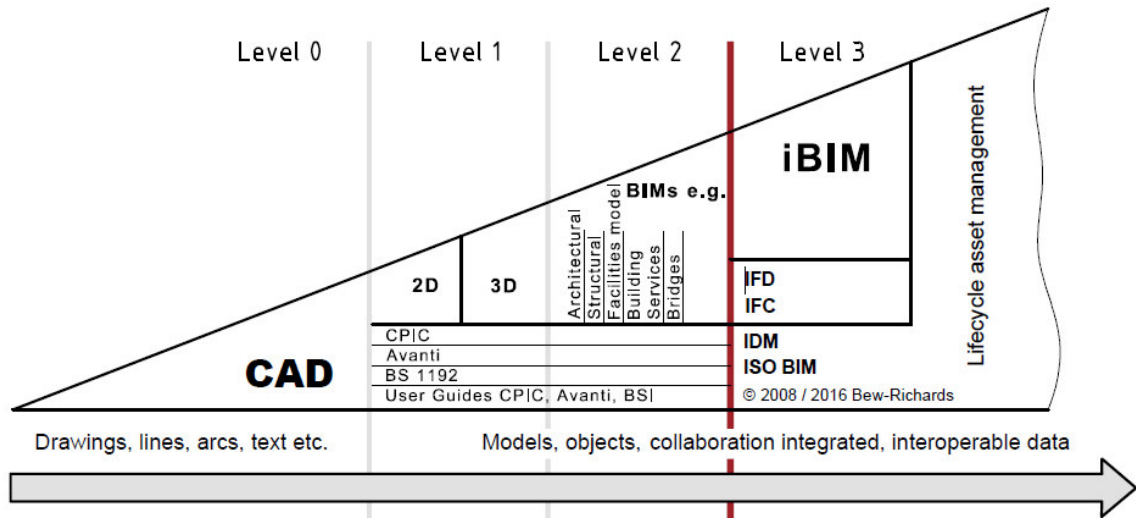 Level 0
Level 1
Level 2
Level 3
iBIM
BIMs e.g.
Architectural
Structural
Facilities model
Building
Services
Bridges
2D
3D
IFD
IFC
Lifecycle asset management
CAD
CPIC
Avanti
BS 1192
User Guides CPIC, Avanti, BSI
IDM
ISO BIM
© 2008 / 2016 Bew-Richards
Drawings, lines, arcs, text etc.
Models, objects, collaboration integrated, interoperable data